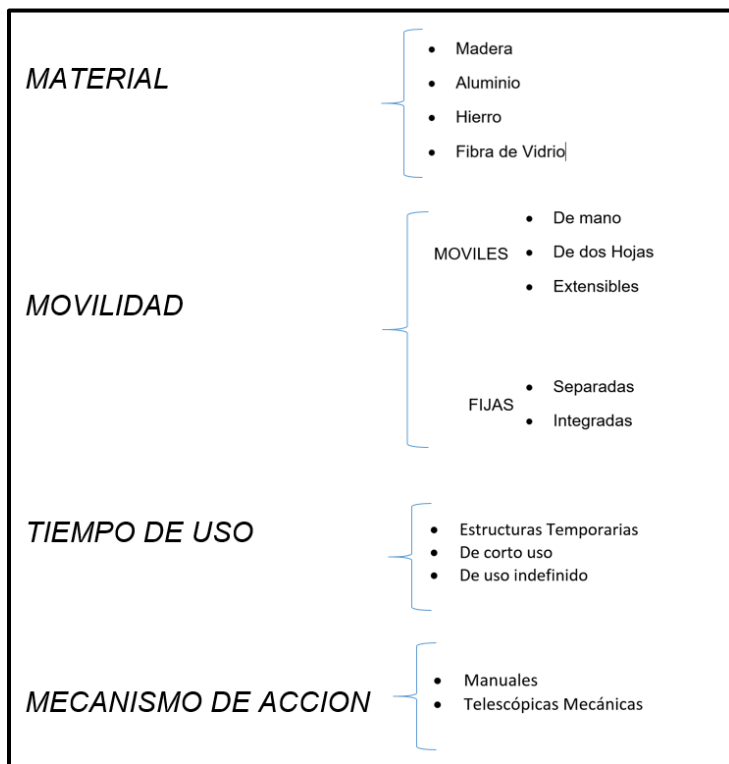 MATERIAL
• Madera
• Aluminio
• Hierro
• Fibra de Vidrio
MOVILIDAD
MOVILES
• De mano
• De dos Hojas
• Extensibles
FIJAS
• Separadas
• Integradas
TIEMPO DE USO
• Estructuras Temporarias
• De corto uso
• De uso indefinido
MECANISMO DE ACCION
• Manuales
• Telescópicas Mecánicas